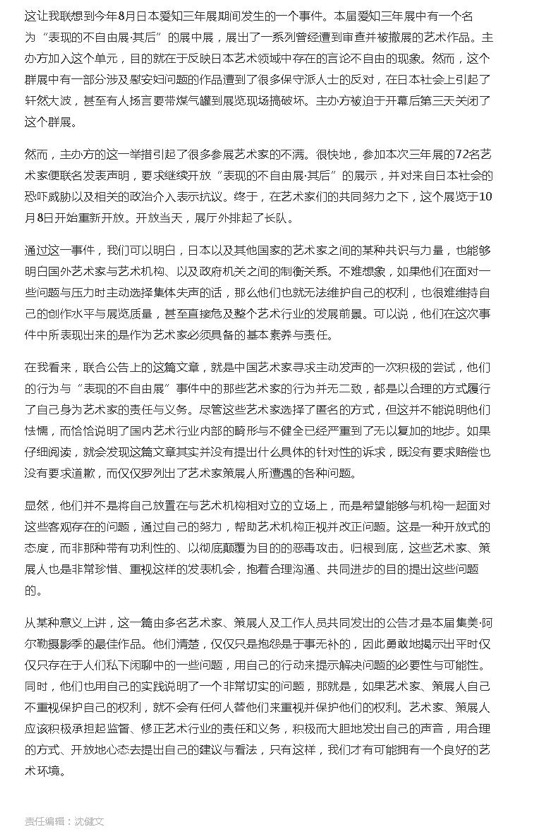 这让我联想到今年8月日本爱知三年展期间发生的一个事件。本届爱知三年展中有一个名
为“表现的不自由展·其后”的展中展，展出了一系列曾经遭到审查并被撤展的艺术作品。主
办方加入这个单元，目的就在于反映日本艺术领域中存在的言论不自由的现象。然而，这个
群展中有一部分涉及慰安妇问题的作品遭到了很多保守派人士的反对，在日本社会上引起了
轩然大波，甚至有人扬言要带煤气罐到展览现场搞破坏。主办方被迫于开幕后第三天关闭了
这个群展。
然而，主办方的这一举措引起了很多参展艺术家的不满。很快地，参加本次三年展的72名艺
术家便联名发表声明，要求继续开放“表现的不自由展·其后”的展示，并对来自日本社会的
恐吓威胁以及相关的政治介入表示抗议。终于，在艺术家们的共同努力之下，这个展览于10
月8日开始重新开放。开放当天，展厅外排起了长队。
通过这一事件，我们可以明白，日本以及其他国家的艺术家之间的某种共识与力量，也能够
明白国外艺术家与艺术机构、以及政府机关之间的制衡关系。不难想象，如果他们在面对一
些问题与压力时主动选择集体失声的话，那么他们也就无法维护自己的权利，也很难维持自
己的创作水平与展览质量，甚至直接危及整个艺术行业的发展前景。可以说，他们在这次事
件中所表现出来的是作为艺术家必须具备的基本素养与责任。
在我看来，联合公告上的这篇文章，就是中国艺术家寻求主动发声的一次积极的尝试，他们
的行为与“表现的不自由展”事件中的那些艺术家的行为并无二致，都是以合理的方式履行
了自己身为艺术家的责任与义务。尽管这些艺术家选择了匿名的方式，但这并不能说明他们
怯懦，而恰恰说明了国内艺术行业内部的畸形与不健全已经严重到了无以复加的地步。如果
仔细阅读，就会发现这篇文章其实并没有提出什么具体的针对性的诉求，既没有要求赔偿也
没有要求道歉，而仅仅罗列出了艺术家策展人所遭遇的各种问题。
显然，他们并不是将自己放置在与艺术机构相对立的立场上，而是希望能够与机构一起面对
这些客观存在的问题，通过自己的努力，帮助艺术机构正视并改正问题。这是一种开放式的
态度，而非那种带有功利性的、以彻底颠覆为目的的恶毒攻击。归根到底，这些艺术家、策
展人也是非常珍惜、重视这样的发表机会，抱着合理沟通、共同进步的目的提出这些问题
的。
从某种意义上讲，这一篇由多名艺术家、策展人及工作人员共同发出的公告才是本届集美·阿
尔勒摄影季的最佳作品。他们清楚，仅仅只是抱怨是于事无补的，因此勇敢地揭示出平时仅
仅只存在于人们私下闲聊中的一些问题，用自己的行动来提示解决问题的必要性与可能性。
同时，他们也用自己的实践说明了一个非常切实的问题，那就是，如果艺术家、策展人自己
不重视保护自己的权利，就不会有任何人替他们来重视并保护他们的权利。艺术家、策展人
应该积极承担起监督、修正艺术行业的责任和义务，积极而大胆地发出自己的声音，用合理
的方式、开放地心态去提出自己的建议与看法，只有这样，我们才有可能拥有一个良好的艺
术环境。
责任编辑：沈健文